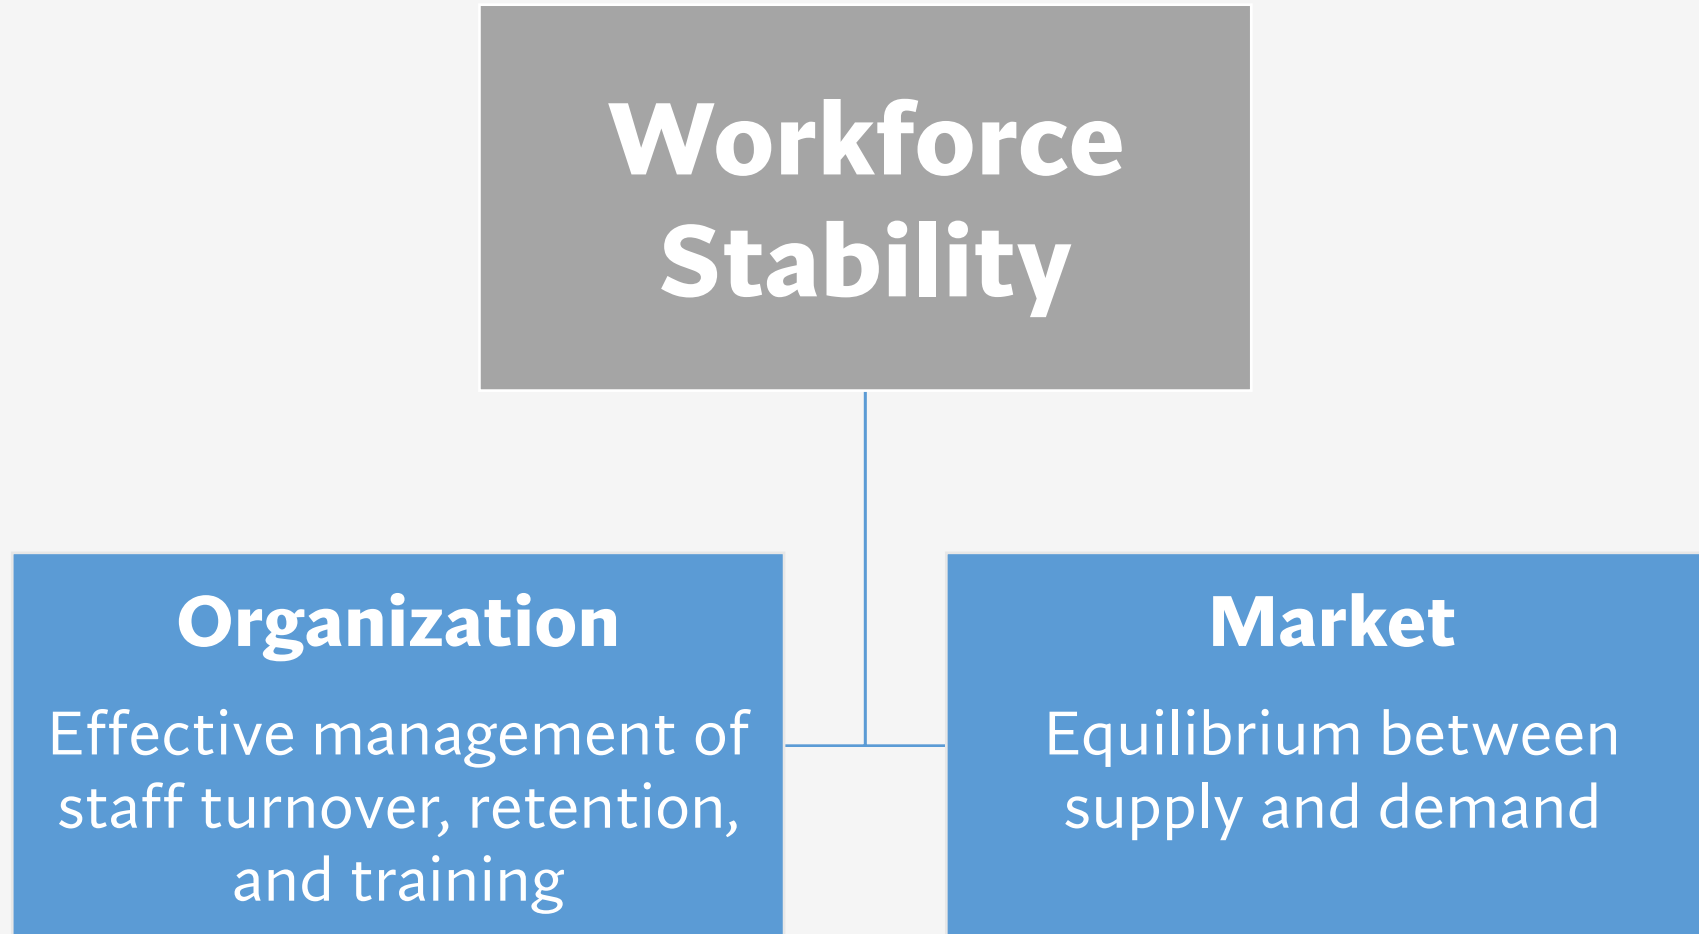 Workforce
Stability
Organization
Effective management of
staff turnover, retention,
and training
Market
Equilibrium between
supply and demand